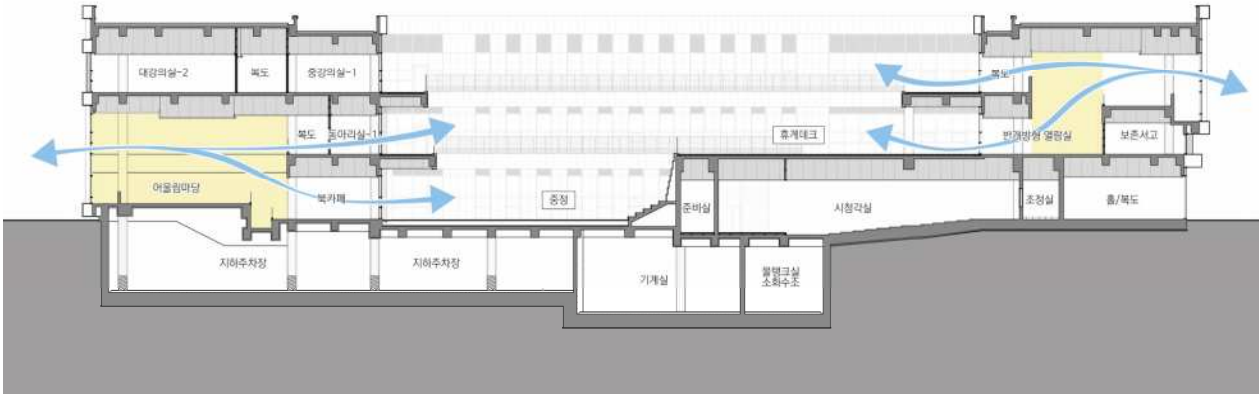 대강의실-2
복도
중강의실-1
복도
복도
동아리실-1
휴게데크
반개방형 열람실
보존서고
어울림마당
북카페
중정
준비실
시청각실
조정실
홀/복도
지하주차장
지하주차장
기계실
물탱크실
소화수조